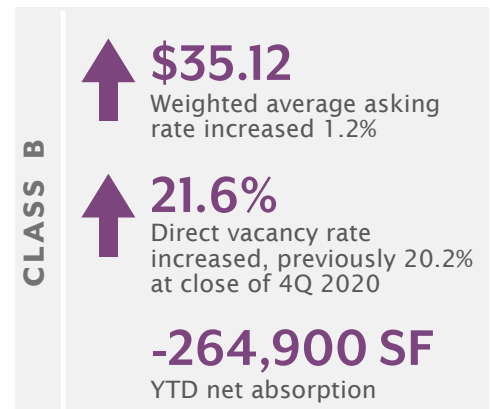 CLASS B
$35.12
Weighted average asking
rate increased 1.2%
21.6%
Direct vacancy rate
increased, previously 20.2%
at close of 4Q 2020
-264,900 SF
YTD net absorption